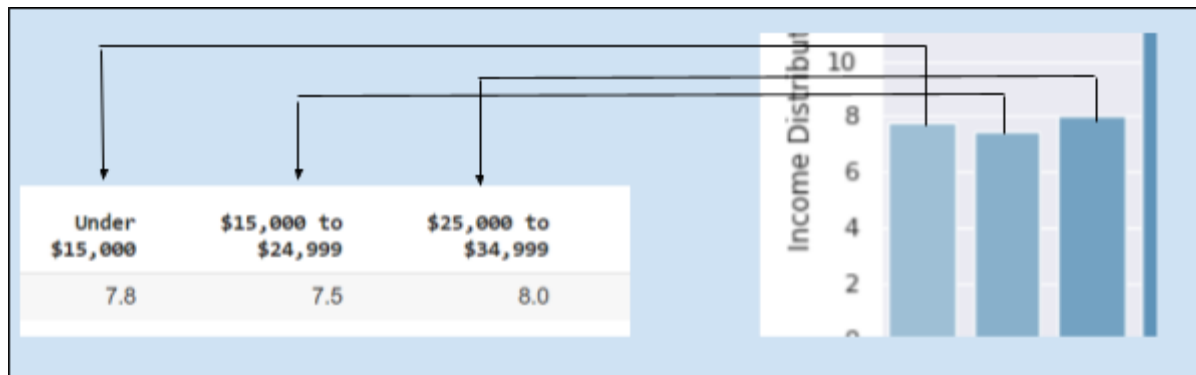 Under
$15,000
$15,000 to
$24,999
$25,000 to
$34,999
7.8 7.5 8.0
Income Distribut
10
8
6
4
2
0